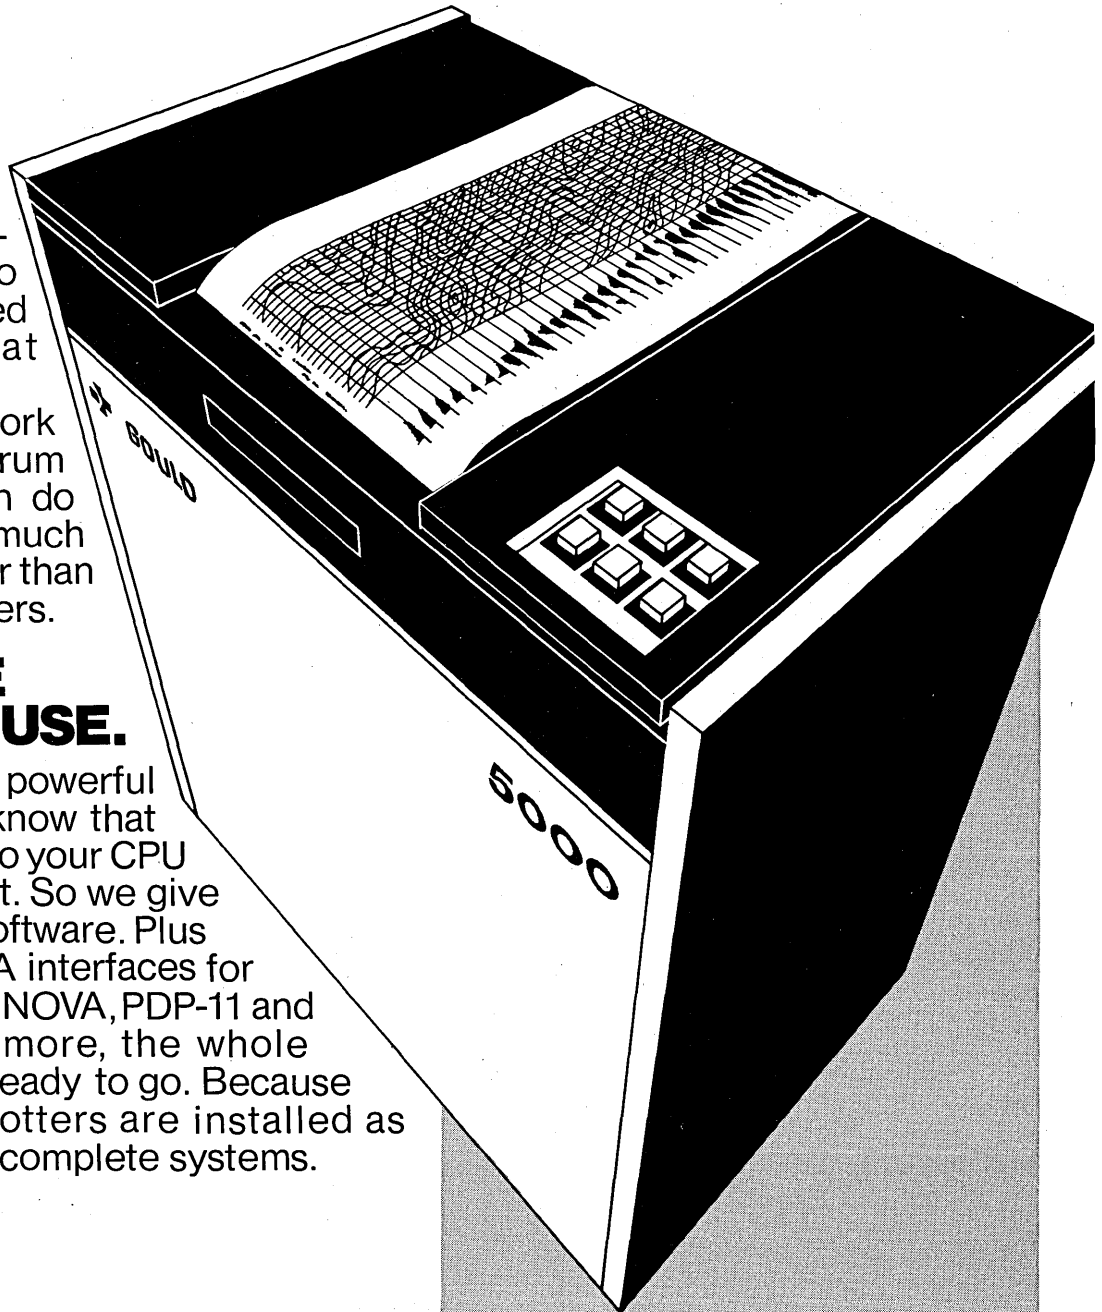 o
ed
at
ork
rum
n do
much
r than
ers.
E
USE.
powerful
know that
o your CPU
t. So we give
oftware. Plus
A interfaces for
NOVA, PDP-11 and
more, the whole
eady to go. Because
otters are installed as
complete systems.
GOULD
5000